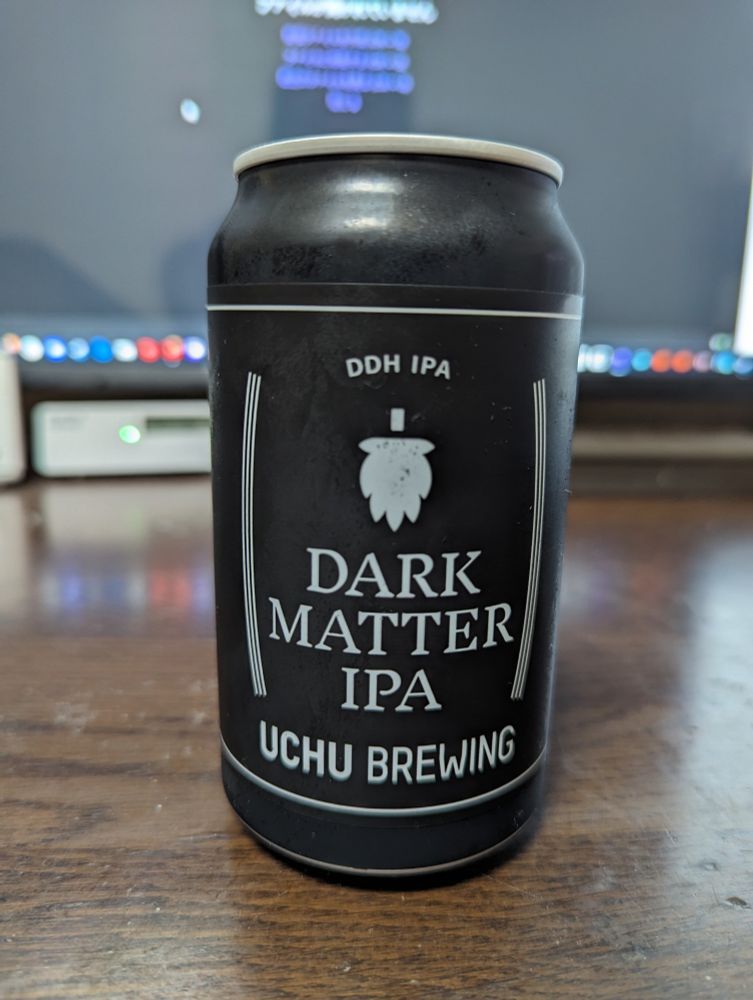 DDH IPA
DARK
MATTER
IPA
UCHU BREWING